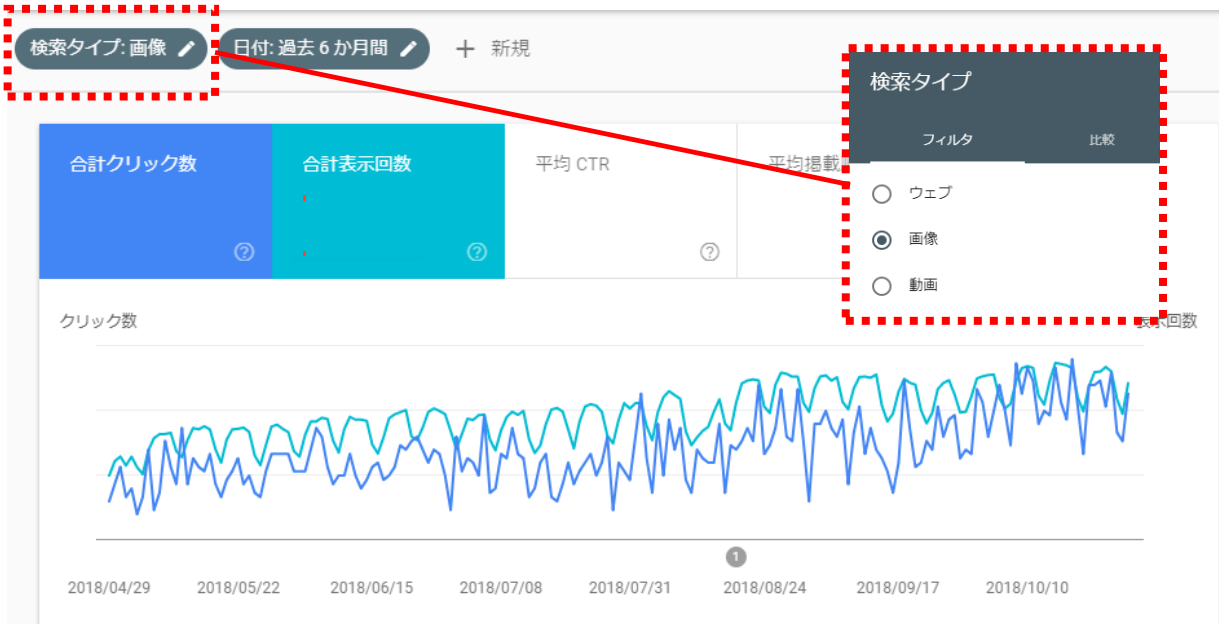 検索タイプ: 画像
日付: 過去 6 か月間
新規
検索タイプ
フィルタ
比較
ウェブ
画像
動画
合計クリック数
合計表示回数
平均 CTR
平均掲載
クリック数
表示回数
1
2018/04/29
2018/05/22
2018/06/15
2018/07/08
2018/07/31
2018/08/24
2018/09/17
2018/10/10